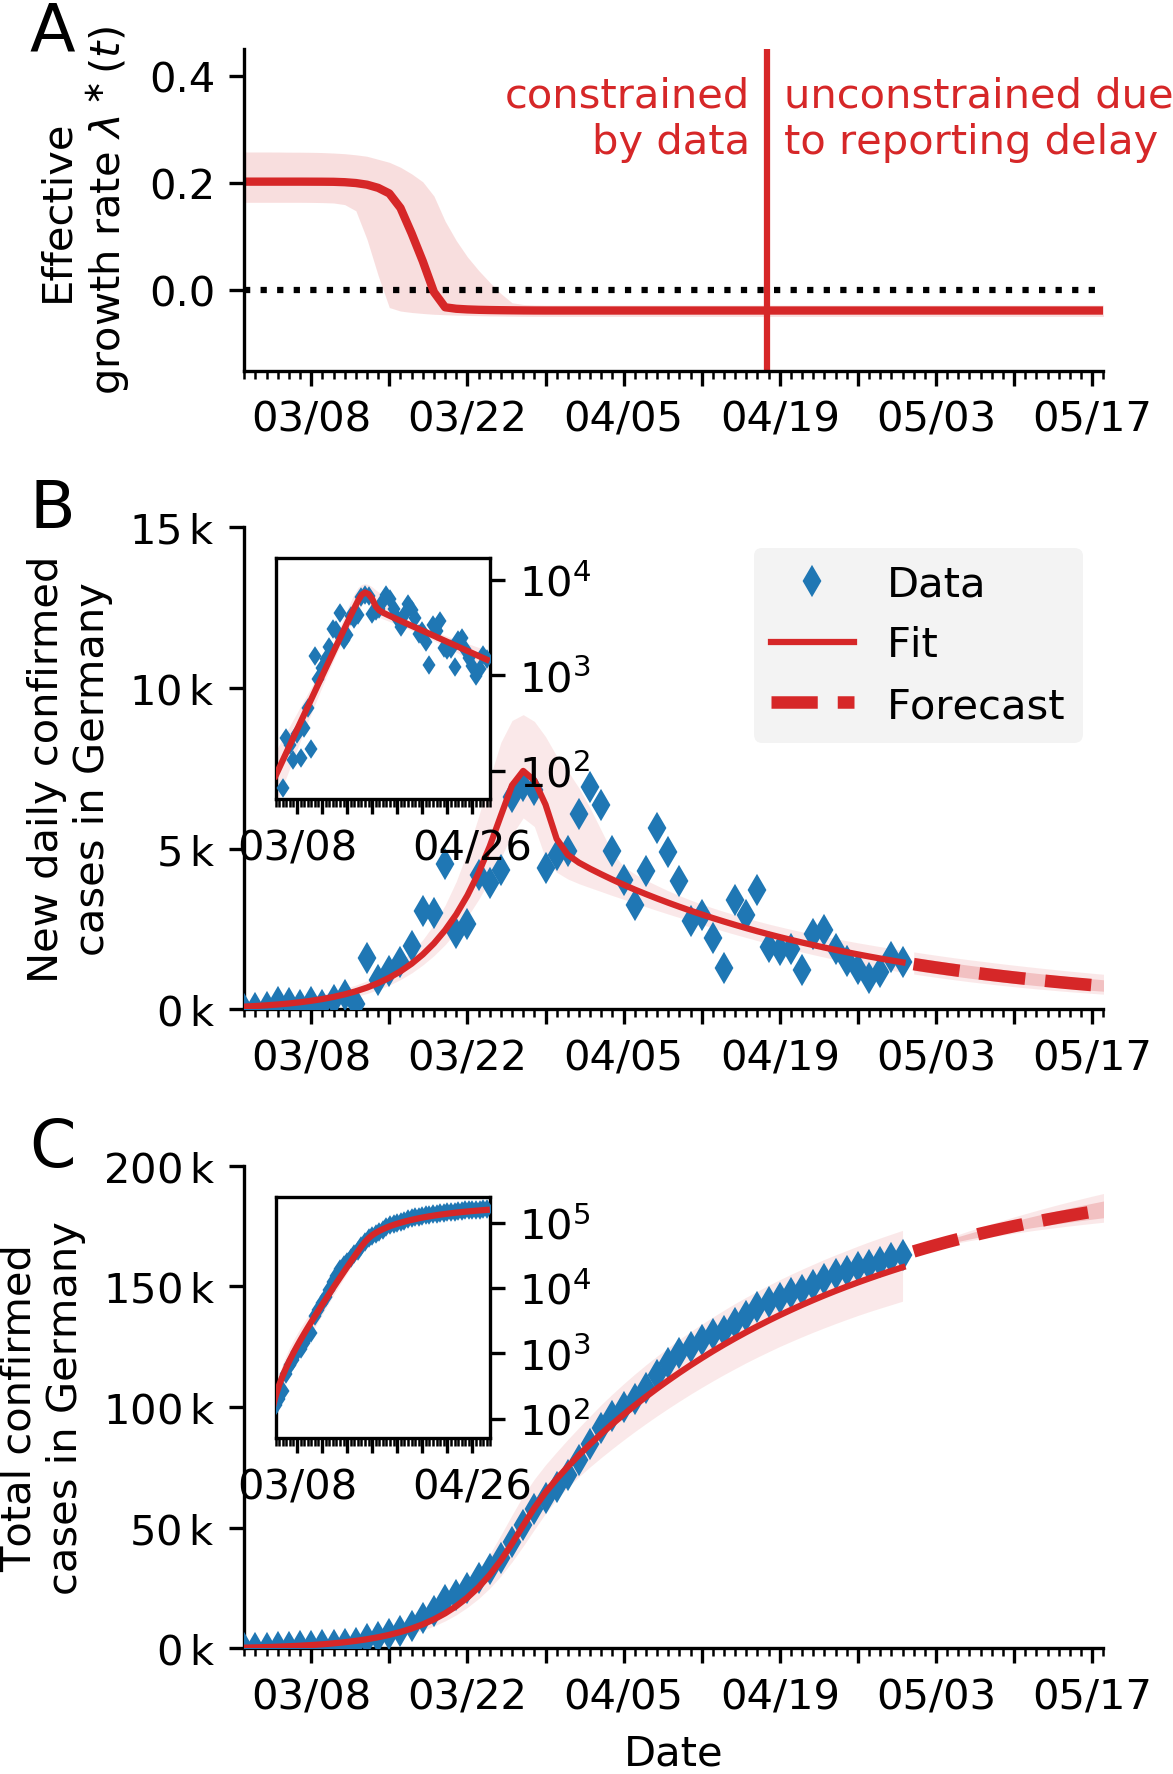 A
Effective
growth rate λ * (t)
0.4
0.2
0.0
constrained
by data
unconstrained due
to reporting delay
03/08
03/22
04/05
04/19
05/03
05/17
B
New daily confirmed
cases in Germany
15 k
10 k
5 k
0 k
10⁴
10³
10²
03/08
04/26
Data
Fit
Forecast
03/08
03/22
04/05
04/19
05/03
05/17
C
Total confirmed
cases in Germany
200 k
150 k
100 k
50 k
0 k
10⁵
10⁴
10³
10²
03/08
04/26
03/08
03/22
04/05
04/19
05/03
05/17
Date